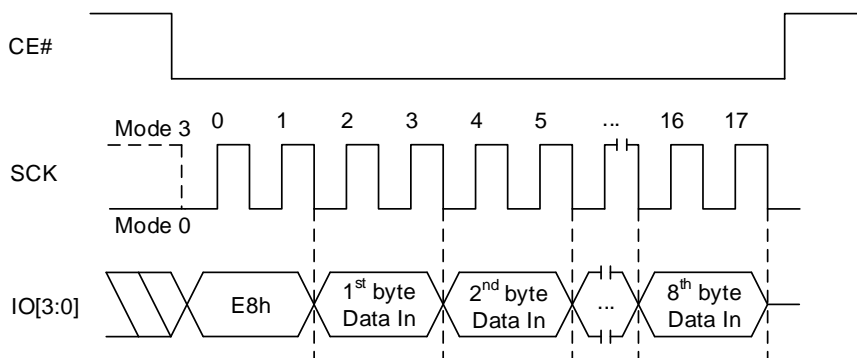 CE#
0 1 2 3 4 5 ... 16 17
Mode 3
SCK
Mode 0
IO[3:0]
E8h
1st byte
Data In
2nd byte
Data In
...
8th byte
Data In